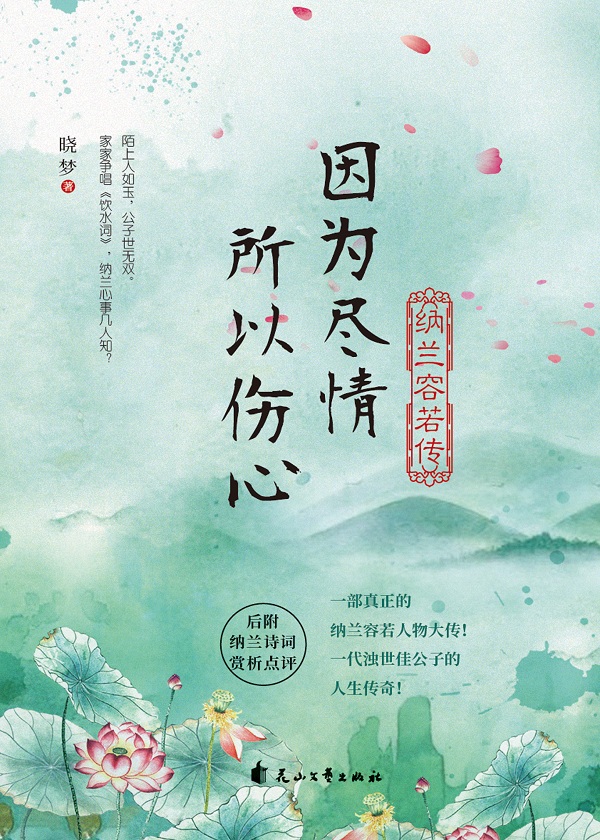 因为尽情
所以伤心
纳兰容若传
陌上人如玉，公子世无双。
家家争唱《饮水词》，纳兰心事几人知？
晓梦 著
后附
纳兰诗词
赏析点评
一部真正的
纳兰容若人物大传！
一代浊世佳公子的
人生传奇！
花山文艺出版社